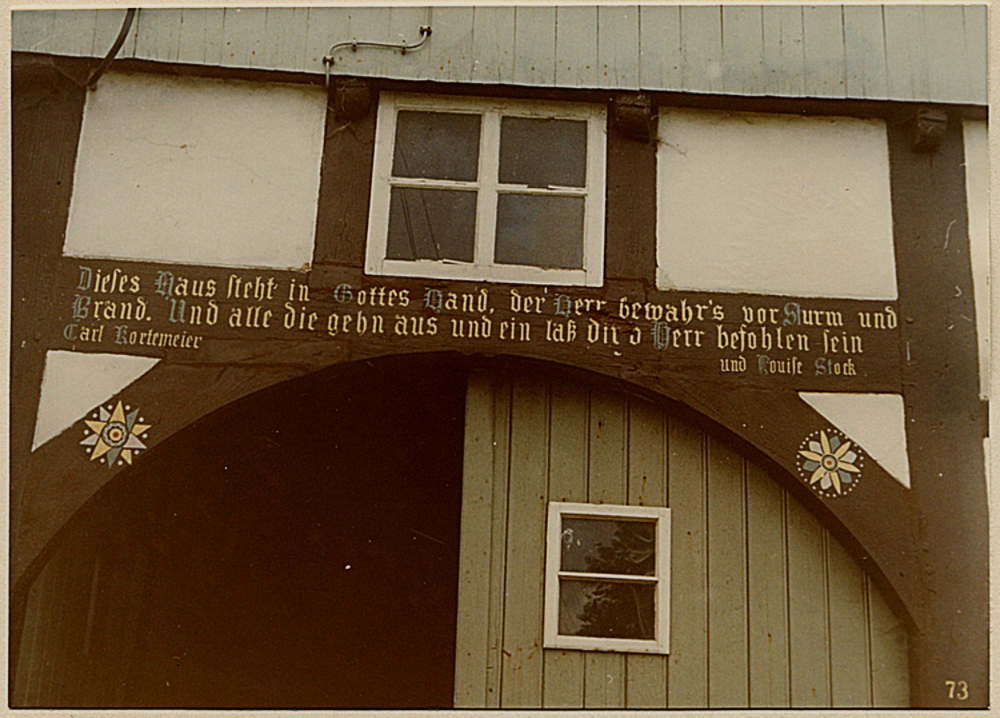 Dieses Haus steht in Gottes Hand, der Herr bewahr's vor Surm und
Brand. Und alle die gehn aus und ein laß dir o Herr befohlen sein
Carl Kortemeier
und Louise Stock
73